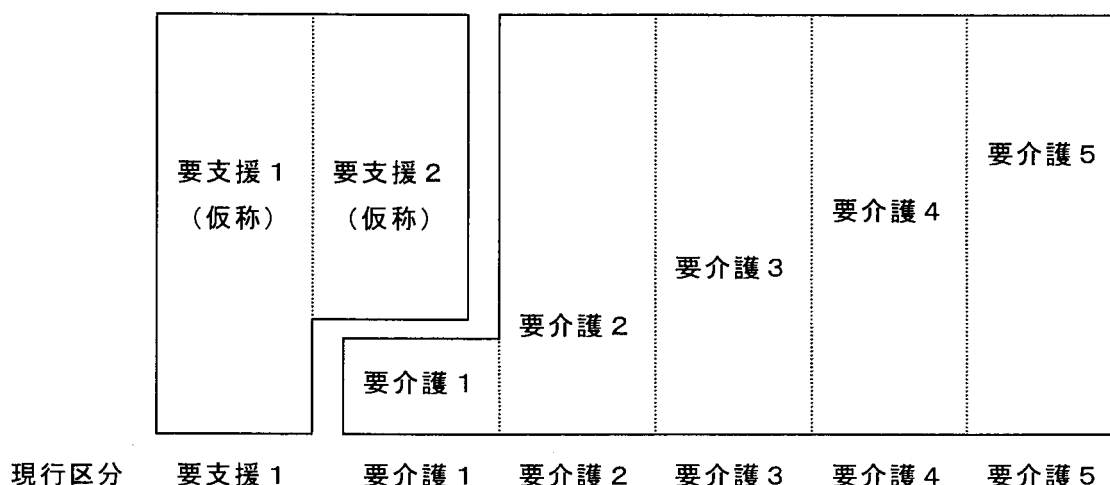 要支援１
（仮称）
要支援２
（仮称）
要介護１
要介護２
要介護３
要介護４
要介護５
現行区分 要支援１ 要介護１ 要介護２ 要介護３ 要介護４ 要介護５